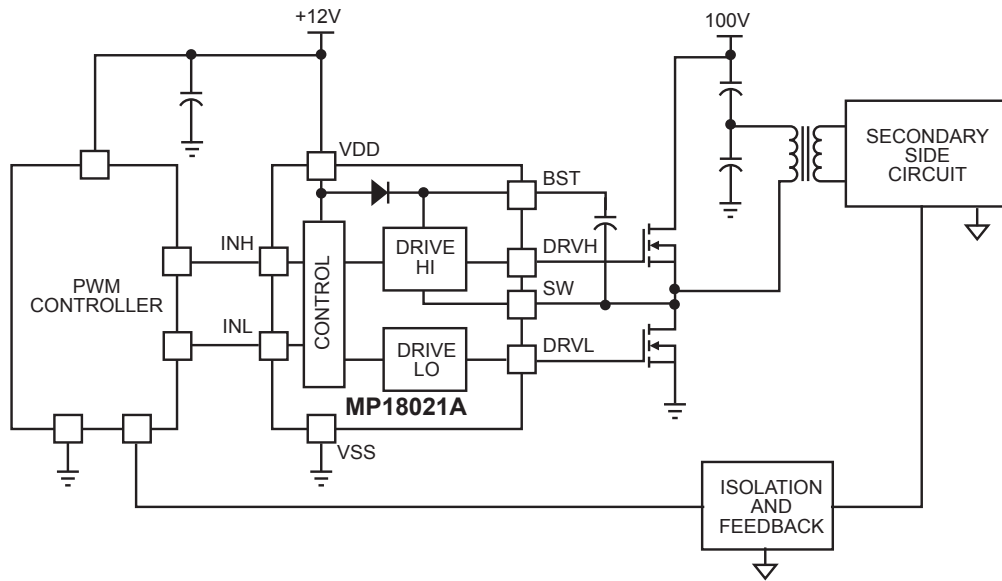 +12V
100V
VDD
BST
SECONDARY
SIDE
CIRCUIT
INH
DRIVE
HI
DRVH
PWM
CONTROLLER
CONTROL
SW
INL
DRIVE
LO
DRVL
MP18021A
VSS
ISOLATION
AND
FEEDBACK